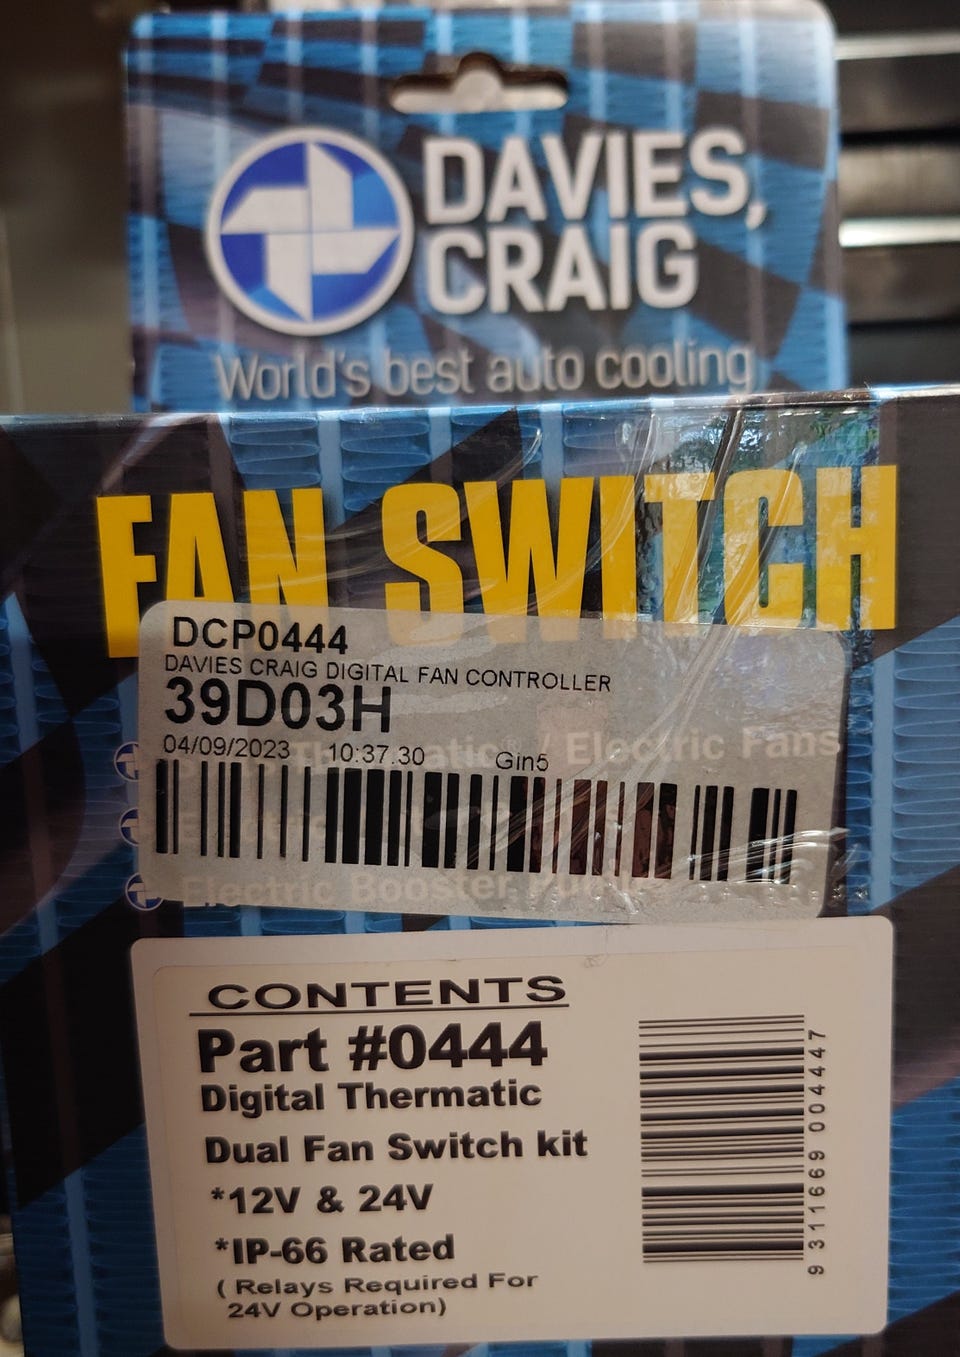 DAVIES,
CRAIG
World's best auto cooling
FAN SWITCH
DCP0444
DAVIES CRAIG DIGITAL FAN CONTROLLER
39D03H
04/09/2023 10:37.30 Gin5
/ Electric Fans
Electric Booster Pumps
CONTENTS
Part #0444
Digital Thermatic
Dual Fan Switch kit
*12V & 24V
*IP-66 Rated
( Relays Required For
24V Operation)
9 311669 004447